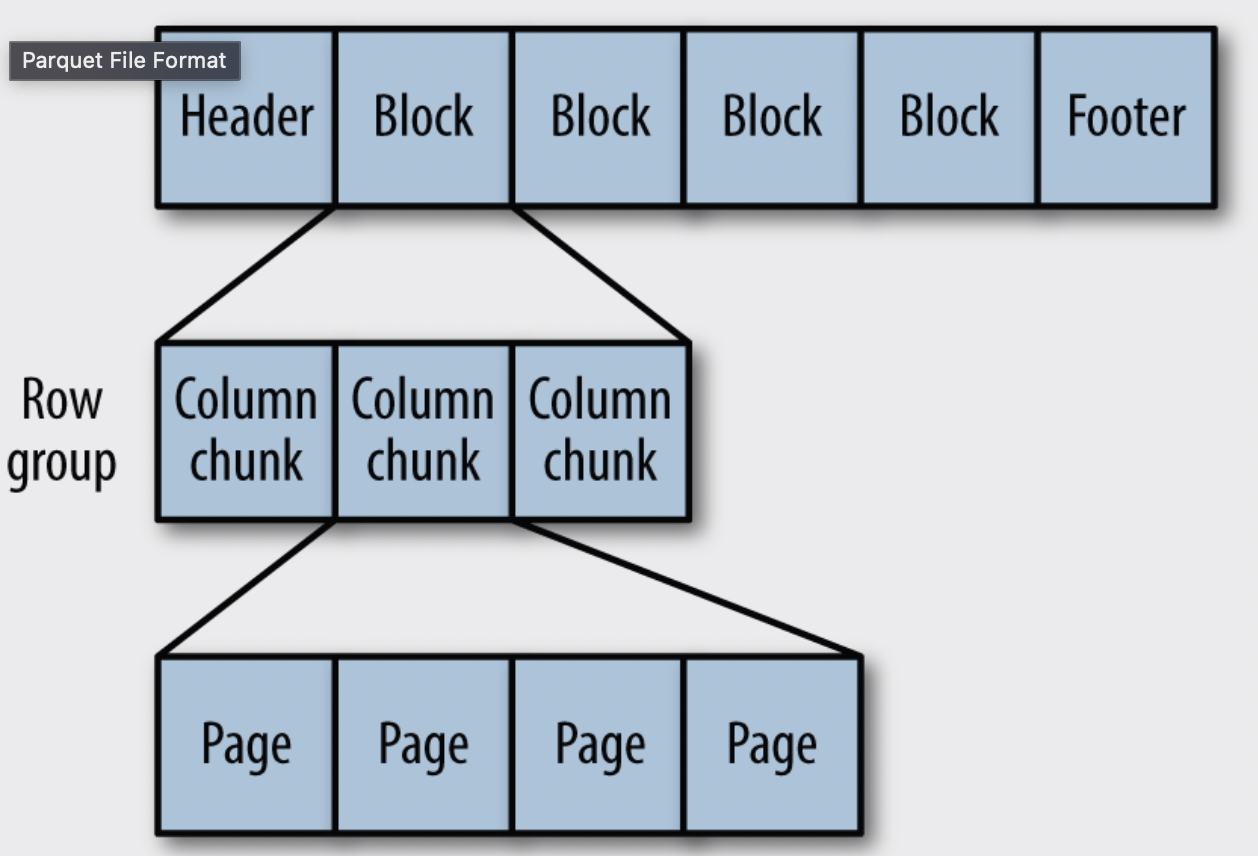 Parquet File Format
Header Block Block Block Block Footer
Row
group
Column Column Column
chunk chunk chunk
Page Page Page Page